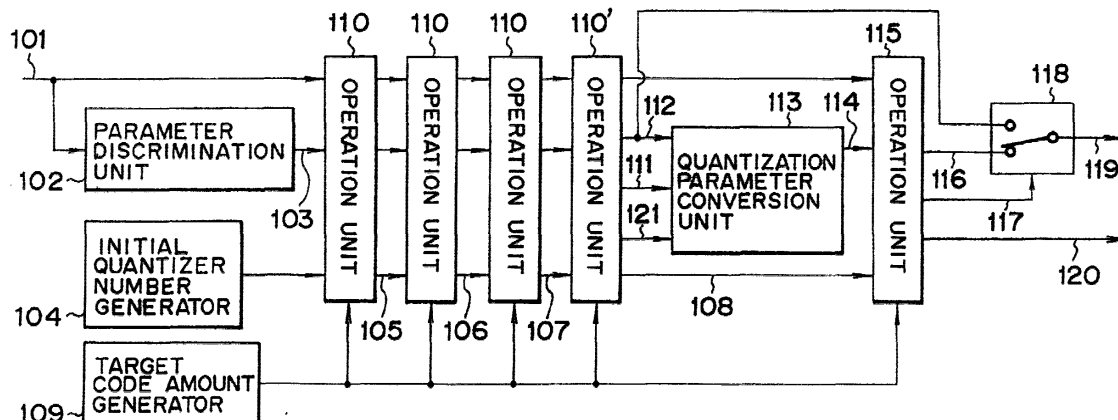 110
110
110
110'
115
101
118
112
113
114
PARAMETER
DISCRIMINATION
UNIT
102
103
OPERATION UNIT
OPERATION UNIT
OPERATION UNIT
OPERATION UNIT
111
121
QUANTIZATION
PARAMETER
CONVERSION
UNIT
OPERATION UNIT
116
117
119
120
INITIAL
QUANTIZER
NUMBER
GENERATOR
104
105
106
107
108
TARGET
CODE AMOUNT
GENERATOR
109